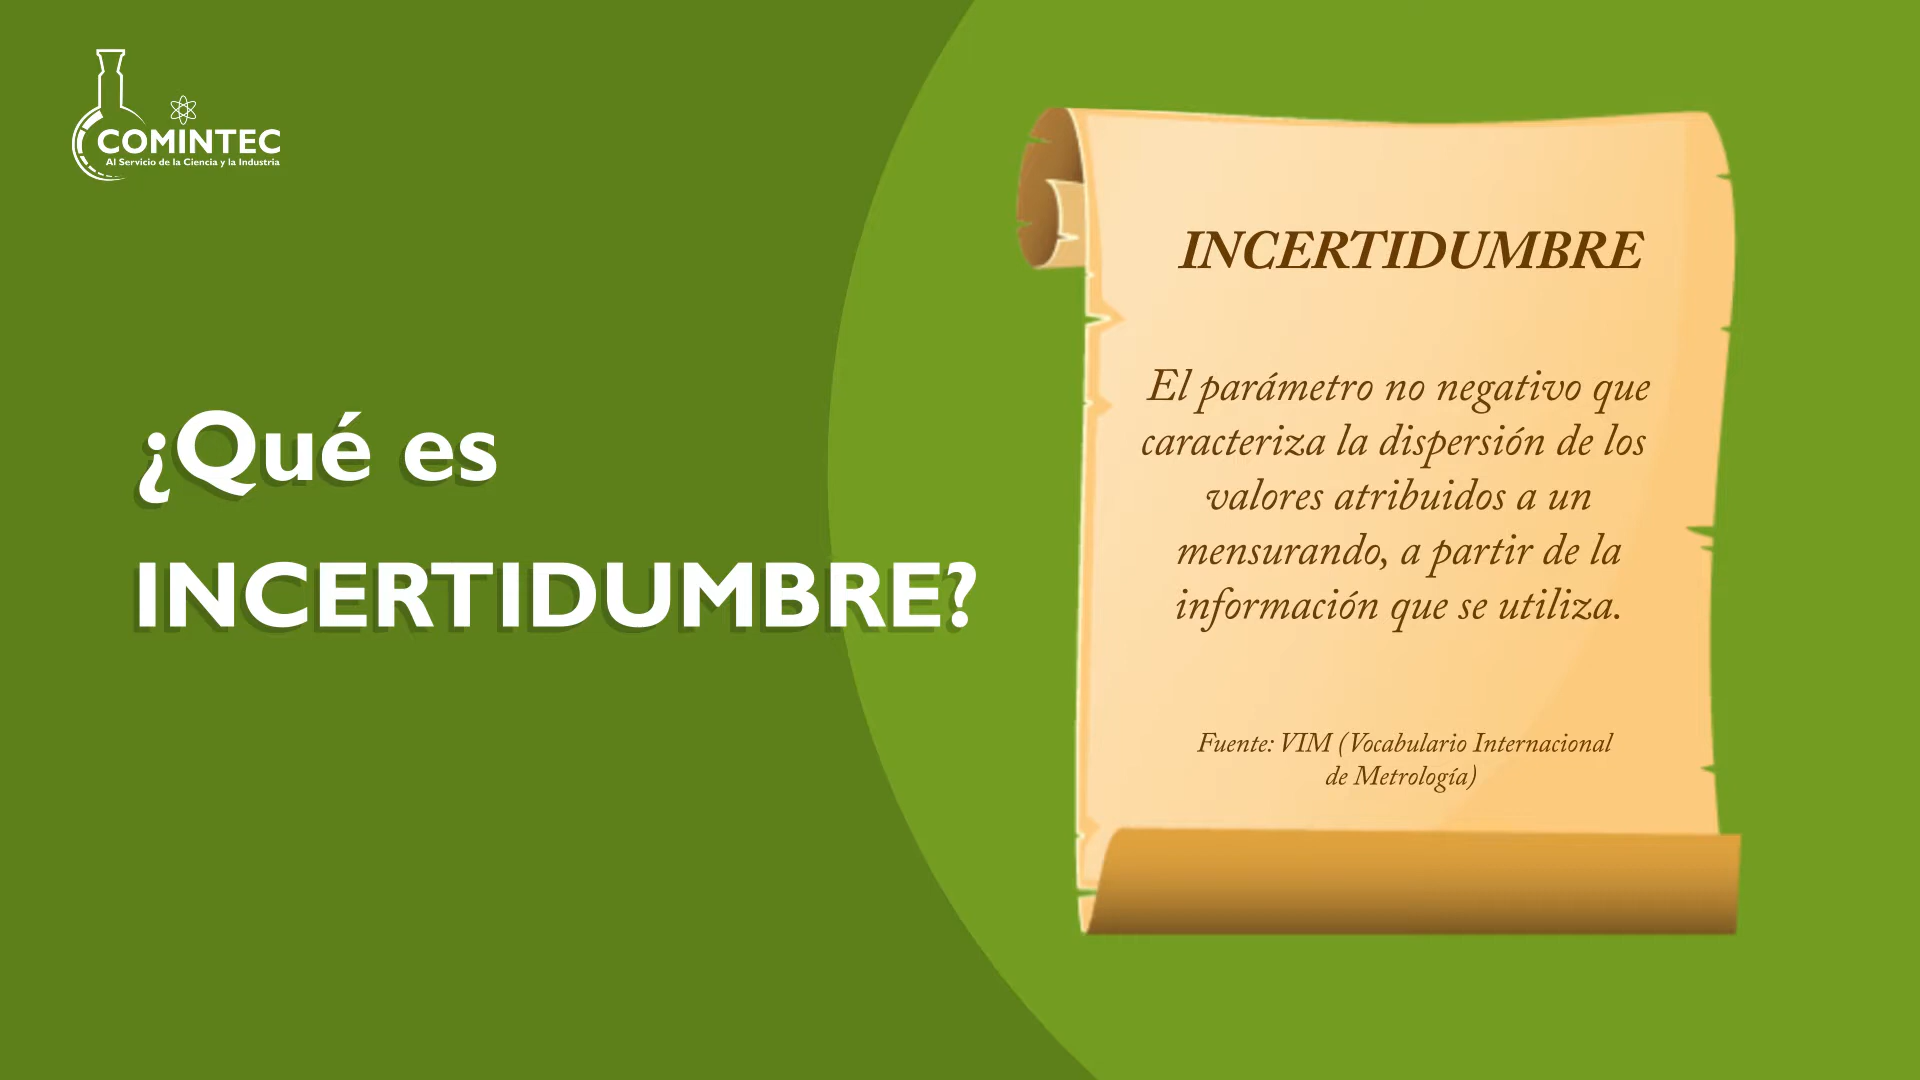 COMINTEC
Al Servicio de la Ciencia y la Industria
¿Qué es
INCERTIDUMBRE?
INCERTIDUMBRE
El parámetro no negativo que
caracteriza la dispersión de los
valores atribuidos a un
mensurando, a partir de la
información que se utiliza.
Fuente: VIM (Vocabulario Internacional
de Metrología)